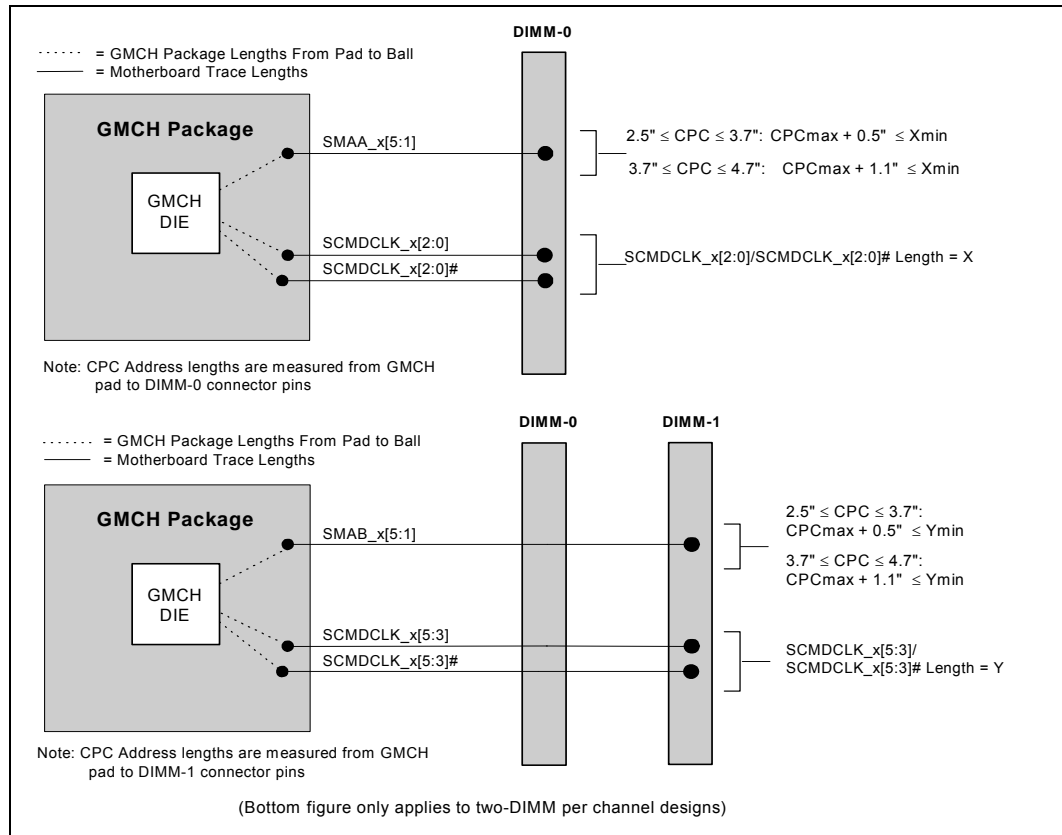 DIMM-0
= GMCH Package Lengths From Pad to Ball
= Motherboard Trace Lengths
GMCH Package
SMAA_x[5:1]
2.5" ≤ CPC ≤ 3.7": CPCmax + 0.5" ≤ Xmin
3.7" ≤ CPC ≤ 4.7": CPCmax + 1.1" ≤ Xmin
GMCH
DIE
SCMDCLK_x[2:0]
SCMDCLK_x[2:0]#
SCMDCLK_x[2:0]/SCMDCLK_x[2:0]# Length = X
Note: CPC Address lengths are measured from GMCH
pad to DIMM-0 connector pins
DIMM-0
DIMM-1
= GMCH Package Lengths From Pad to Ball
= Motherboard Trace Lengths
GMCH Package
SMAB_x[5:1]
2.5" ≤ CPC ≤ 3.7":
CPCmax + 0.5" ≤ Ymin
3.7" ≤ CPC ≤ 4.7":
CPCmax + 1.1" ≤ Ymin
GMCH
DIE
SCMDCLK_x[5:3]
SCMDCLK_x[5:3]#
SCMDCLK_x[5:3]/
SCMDCLK_x[5:3]# Length = Y
Note: CPC Address lengths are measured from GMCH
pad to DIMM-1 connector pins
(Bottom figure only applies to two-DIMM per channel designs)